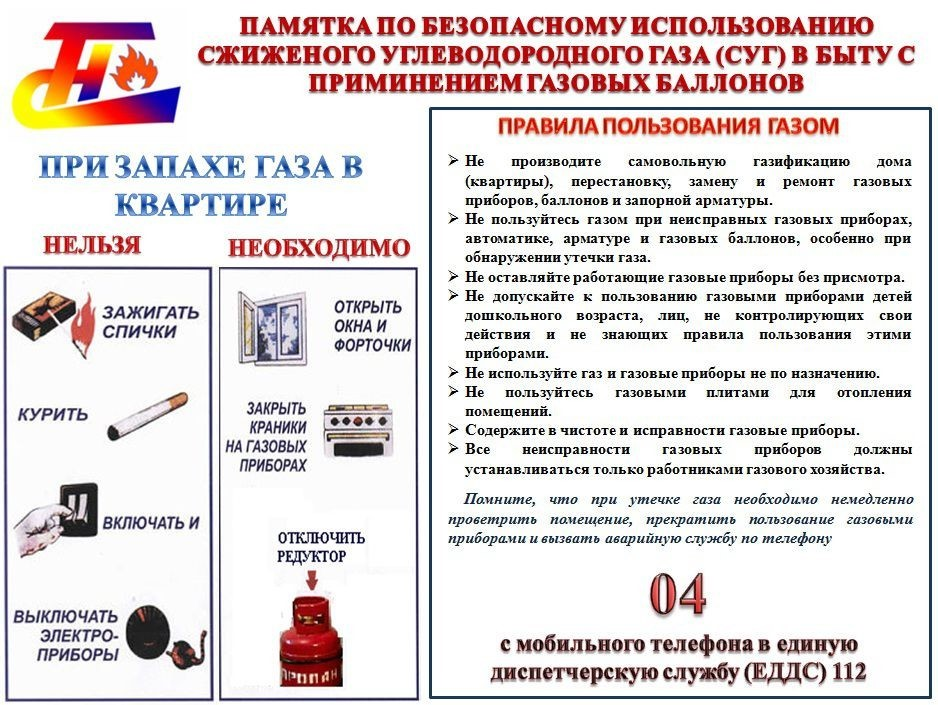 ПАМЯТКА ПО БЕЗОПАСНОМУ ИСПОЛЬЗОВАНИЮ
СЖИЖЕНОГО УГЛЕВОДОРОДНОГО ГАЗА (СУГ) В БЫТУ С
ПРИМИНЕНИЕМ ГАЗОВЫХ БАЛЛОНОВ
ПРИ ЗАПАХЕ ГАЗА В
КВАРТИРЕ
НЕЛЬЗЯ
ЗАЖИГАТЬ
СПИЧКИ
КУРИТЬ
ВКЛЮЧАТЬ И
ВЫКЛЮЧАТЬ
ЭЛЕКТРО-
ПРИБОРЫ
НЕОБХОДИМО
ОТКРЫТЬ
ОКНА И
ФОРТОЧКИ
ЗАКРЫТЬ
КРАНИКИ
НА ГАЗОВЫХ
ПРИБОРАХ
ОТКЛЮЧИТЬ
РЕДУКТОР
ПРОПАН
ПРАВИЛА ПОЛЬЗОВАНИЯ ГАЗОМ
➢ Не производите самовольную газификацию дома
(квартиры), перестановку, замену и ремонт газовых
приборов, баллонов и запорной арматуры.
➢ Не пользуйтесь газом при неисправных газовых приборах,
автоматике, арматуре и газовых баллонов, особенно при
обнаружении утечки газа.
➢ Не оставляйте работающие газовые приборы без присмотра.
➢ Не допускайте к пользованию газовыми приборами детей
дошкольного возраста, лиц, не контролирующих свои
действия и не знающих правила пользования этими
приборами.
➢ Не используйте газ и газовые приборы не по назначению.
➢ Не пользуйтесь газовыми плитами для отопления
помещений.
➢ Содержите в чистоте и исправности газовые приборы.
➢ Все неисправности газовых приборов должны
устанавливаться только работниками газового хозяйства.
Помните, что при утечке газа необходимо немедленно
проветрить помещение, прекратить пользование газовыми
приборами и вызвать аварийную службу по телефону
04
с мобильного телефона в единую
диспетчерскую службу (ЕДДС) 112